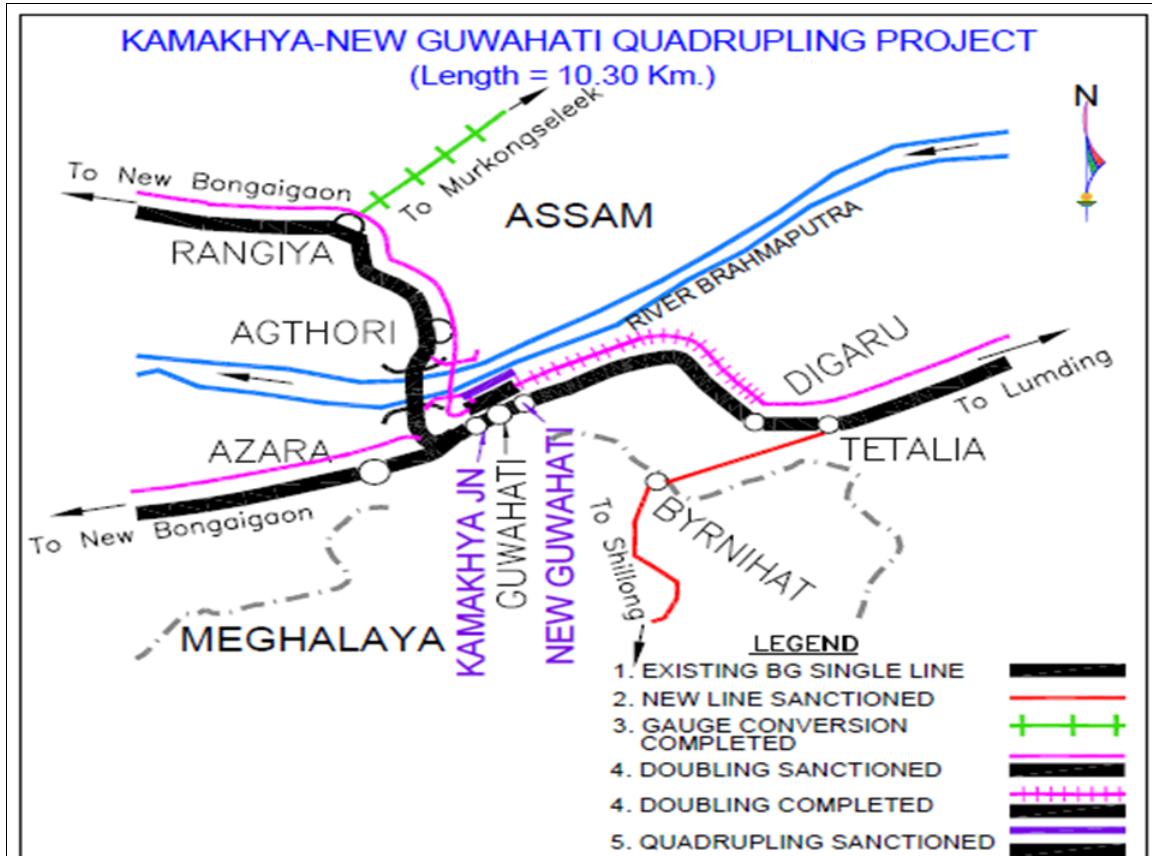 KAMAKHYA-NEW GUWAHATI QUADRUPLING PROJECT
(Length = 10.30 Km.)
N
To Murkongseleek
To New Bongaigaon
ASSAM
RANGIYA
RIVER BRAHMAPUTRA
AGTHORI
DIGARU
To Lumding
AZARA
TETALIA
To New Bongaigaon
KAMAKHYA JN
GUWAHATI
NEW GUWAHATI
BYRNIHAT
To Shillong
MEGHALAYA
LEGEND
1. EXISTING BG SINGLE LINE
2. NEW LINE SANCTIONED
3. GAUGE CONVERSION
COMPLETED
4. DOUBLING SANCTIONED
4. DOUBLING COMPLETED
5. QUADRUPLING SANCTIONED